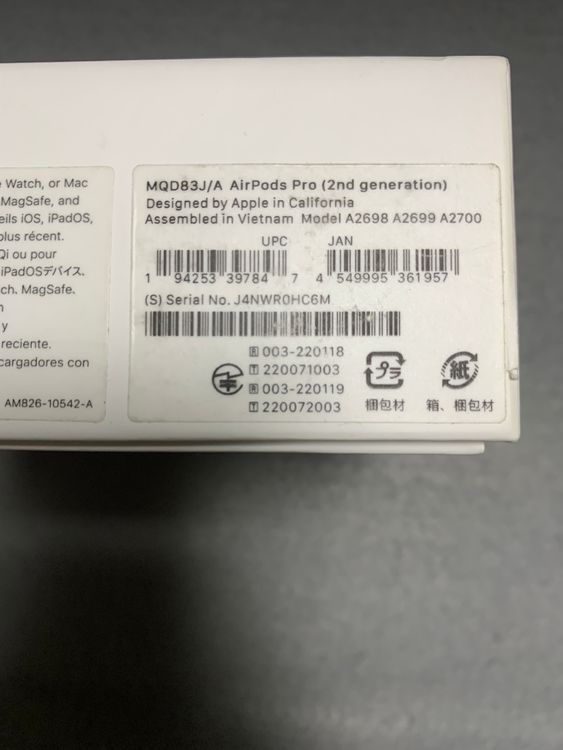 e Watch, or Mac
MagSafe, and
eils iOS, iPadOS,
plus récent.
Qi ou pour
iPadOSデバイス、
tch、MagSafe、
n
y
reciente.
cargadores con
AM826-10542-A
MQD83J/A AirPods Pro (2nd generation)
Designed by Apple in California
Assembled in Vietnam Model A2698 A2699 A2700
UPC JAN
1 94253 39784 7 4 549995 361957
(S) Serial No. J4NWR0HC6M
R 003-220118
T 220071003
R 003-220119
T 220072003
プラ
梱包材
紙
箱、梱包材